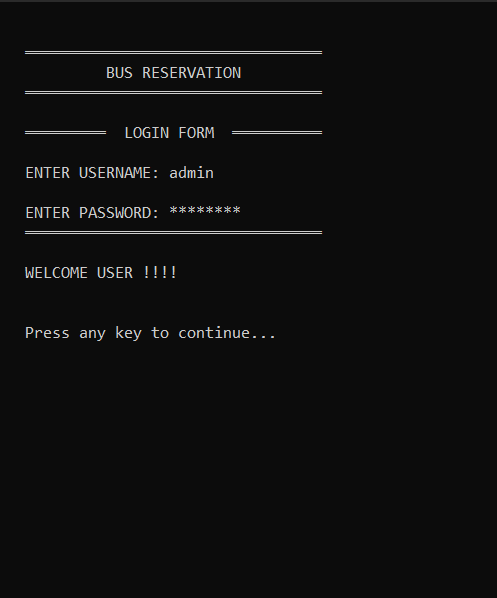 BUS RESERVATION
LOGIN FORM
ENTER USERNAME: admin
ENTER PASSWORD: ********
WELCOME USER !!!!
Press any key to continue...